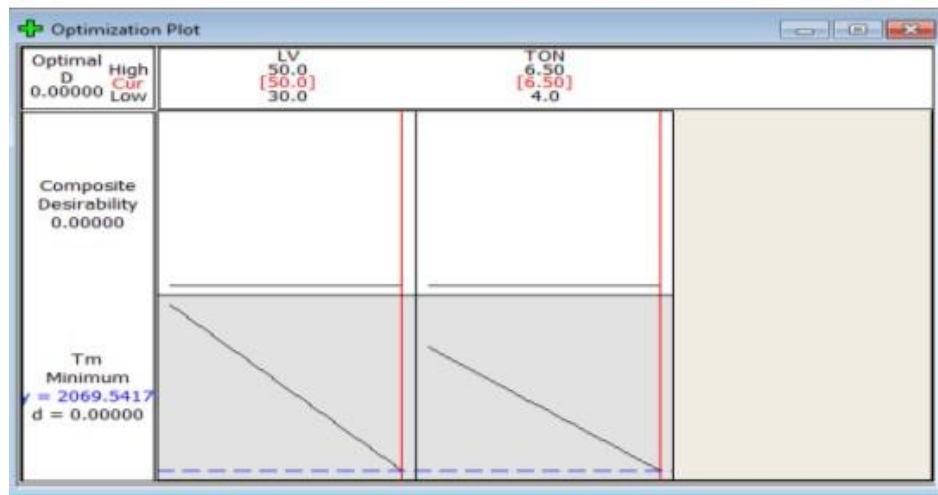 Optimization Plot
Optimal
D
0.00000
High
Cur
Low
LV
50.0
[50.0]
30.0
TON
6.50
[6.50]
4.0
Composite
Desirability
0.00000
Tm
Minimum
y = 2069.5417
d = 0.00000